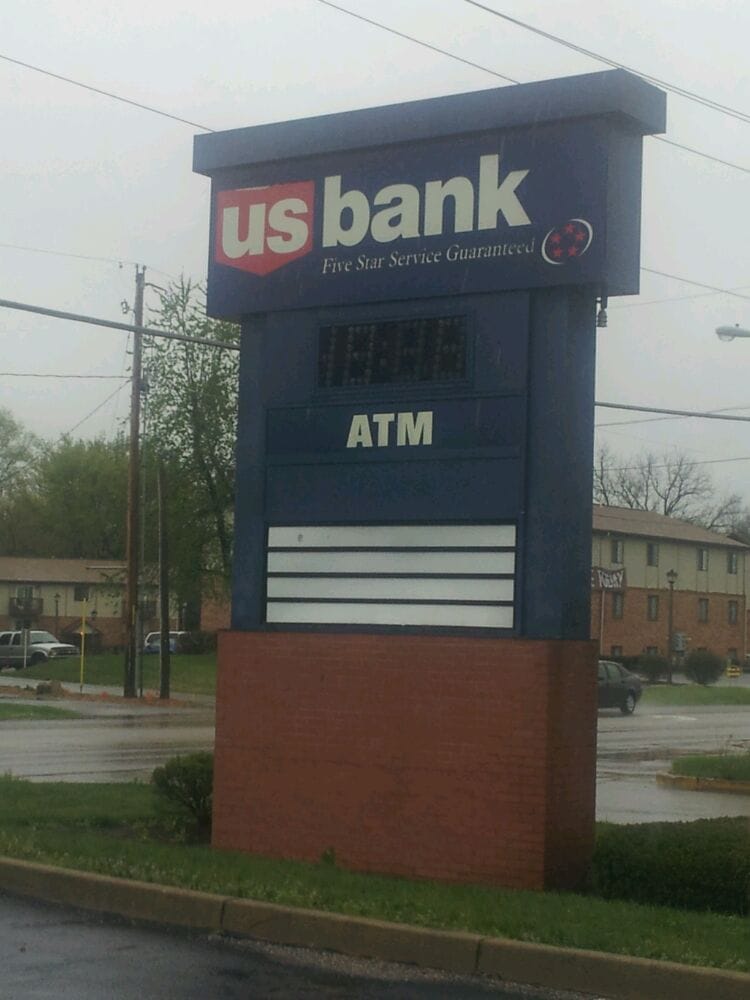 us bank
Five Star Service Guaranteed
ATM